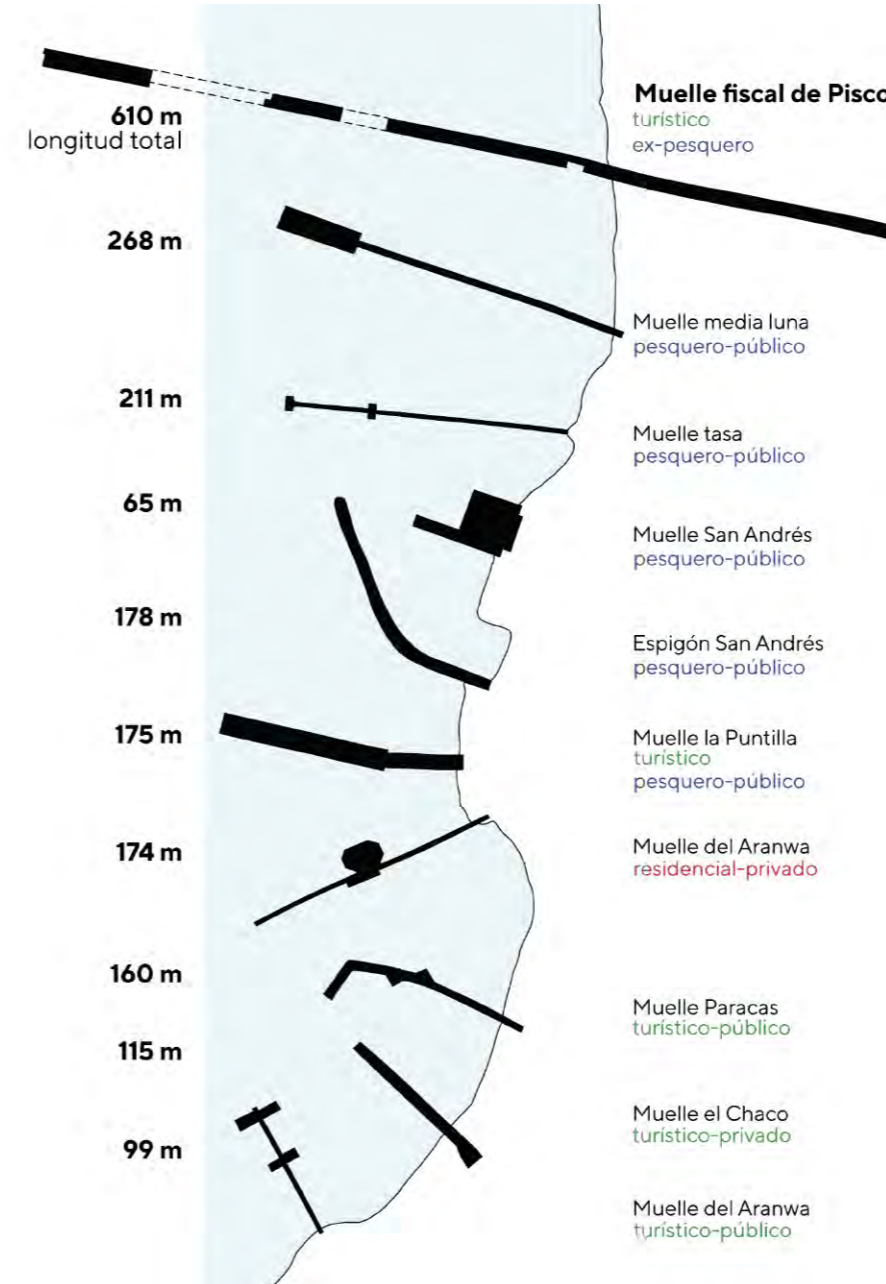 Muelle fiscal de Pisco
turístico
ex-pesquero
610 m
longitud total
268 m
Muelle media luna
pesquero-público
211 m
Muelle tasa
pesquero-público
65 m
Muelle San Andrés
pesquero-público
178 m
Espigón San Andrés
pesquero-público
175 m
Muelle la Puntilla
turístico
pesquero-público
174 m
Muelle del Aranwa
residencial-privado
160 m
Muelle Paracas
turístico-público
115 m
Muelle el Chaco
turístico-privado
99 m
Muelle del Aranwa
turístico-público